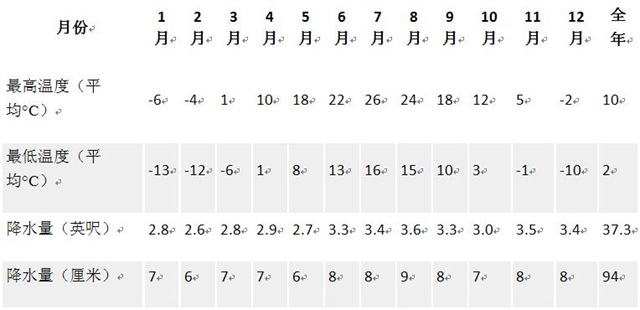 月份 1月 2月 3月 4月 5月 6月 7月 8月 9月 10月 11月 12月 全年
最高温度（平均°C） -6 -4 1 10 18 22 26 24 18 12 5 -2 10
最低温度（平均°C） -13 -12 -6 1 8 13 16 15 10 3 -1 -10 2
降水量（英呎） 2.8 2.6 2.8 2.9 2.7 3.3 3.4 3.6 3.3 3.0 3.5 3.4 37.3
降水量（厘米） 7 6 7 7 6 8 8 9 8 7 8 8 94